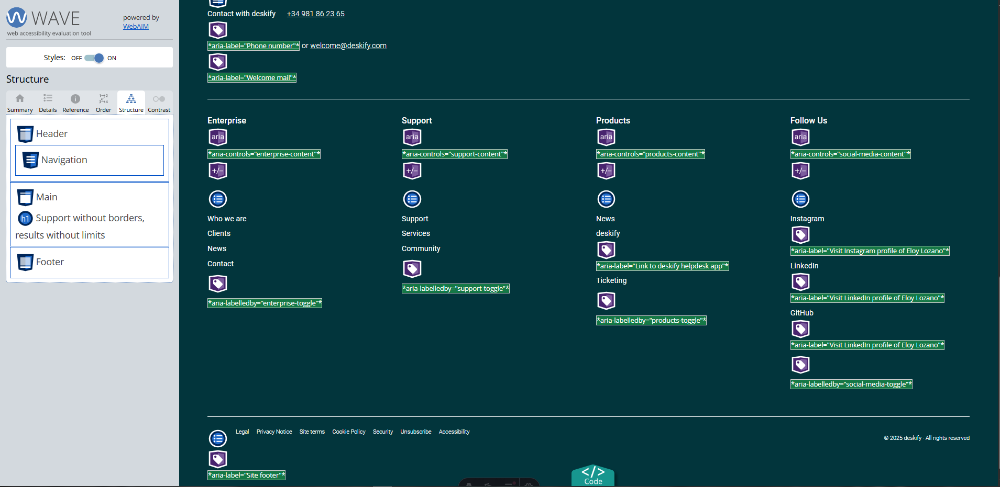 WAVE
powered by
WebAIM
web accessibility evaluation tool
Styles: OFF ON
Structure
1→2
3→4
Summary Details Reference Order Structure Contrast
Header
Navigation
Main
h1 Support without borders,
results without limits
Footer
Contact with deskify +34 981 86 23 65
*aria-label="Phone number"* or welcome@deskify.com
*aria-label="Welcome mail"*
Enterprise
aria
*aria-controls="enterprise-content"*
+/-
Who we are
Clients
News
Contact
*aria-labelledby="enterprise-toggle"*
Support
aria
*aria-controls="support-content"*
+/-
Support
Services
Community
*aria-labelledby="support-toggle"*
Products
aria
*aria-controls="products-content"*
+/-
News
deskify
*aria-label="Link to deskify helpdesk app"*
Ticketing
*aria-labelledby="products-toggle"*
Follow Us
aria
*aria-controls="social-media-content"*
+/-
Instagram
*aria-label="Visit Instagram profile of Eloy Lozano"*
LinkedIn
*aria-label="Visit LinkedIn profile of Eloy Lozano"*
GitHub
*aria-label="Visit LinkedIn profile of Eloy Lozano"*
*aria-labelledby="social-media-toggle"*
Legal Privacy Notice Site terms Cookie Policy Security Unsubscribe Accessibility
© 2025 deskify · All rights reserved
*aria-label="Site footer"*
</>
Code